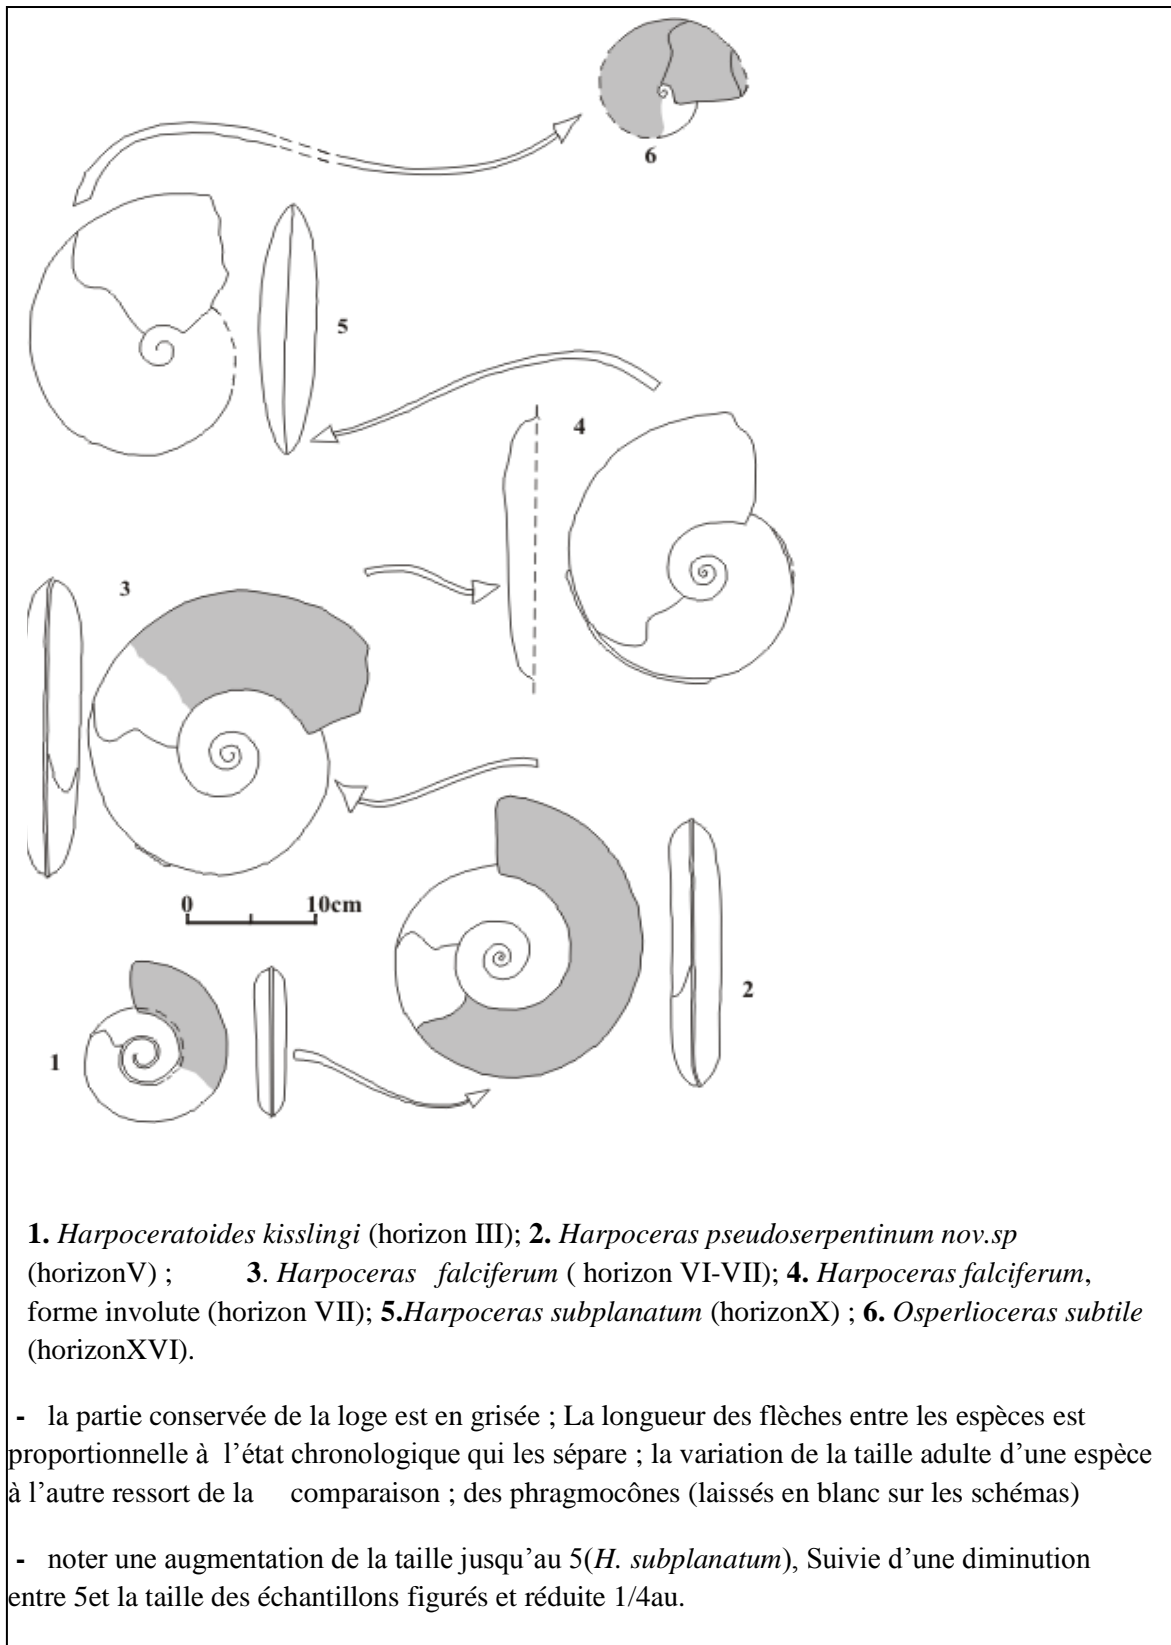 6
5
4
3
0 10cm
2
1
1. Harpoceratoides kisslingi (horizon III); 2. Harpoceras pseudoserpentinum nov.sp
(horizonV) ; 3. Harpoceras falciferum ( horizon VI-VII); 4. Harpoceras falciferum,
forme involute (horizon VII); 5.Harpoceras subplanatum (horizonX) ; 6. Osperlioceras subtile
(horizonXVI).
- la partie conservée de la loge est en grisée ; La longueur des flèches entre les espèces est
proportionnelle à l’état chronologique qui les sépare ; la variation de la taille adulte d’une espèce
à l’autre ressort de la comparaison ; des phragmocônes (laissés en blanc sur les schémas)
- noter une augmentation de la taille jusqu’au 5(H. subplanatum), Suivie d’une diminution
entre 5et la taille des échantillons figurés et réduite 1/4au.